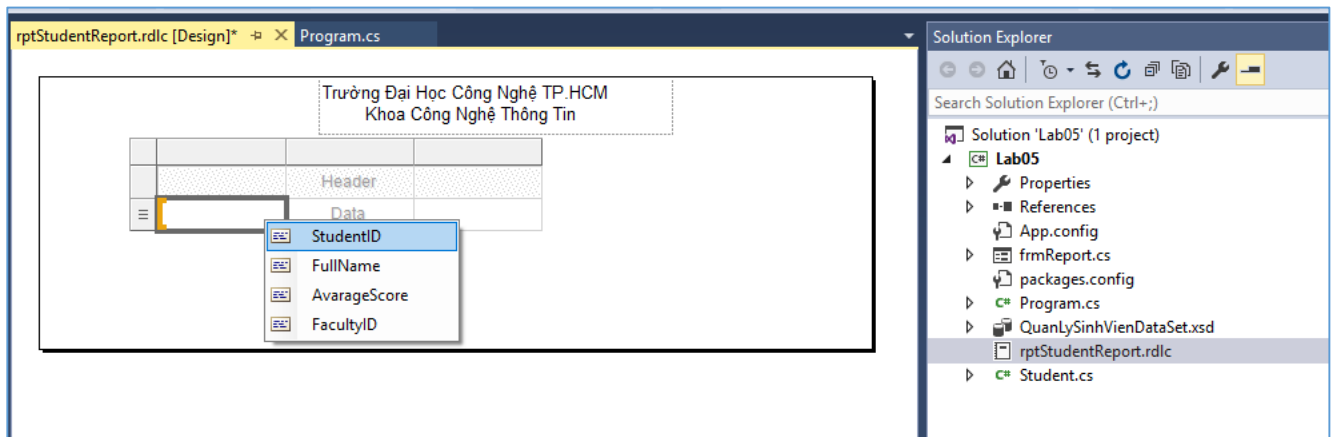 rptStudentReport.rdlc [Design]*
Program.cs
Trường Đại Học Công Nghệ TP.HCM
Khoa Công Nghệ Thông Tin
Header
Data
StudentID
FullName
AvarageScore
FacultyID
Solution Explorer
Search Solution Explorer (Ctrl+;)
Solution 'Lab05' (1 project)
C# Lab05
Properties
References
App.config
frmReport.cs
packages.config
C# Program.cs
QuanLySinhVienDataSet.xsd
rptStudentReport.rdlc
C# Student.cs